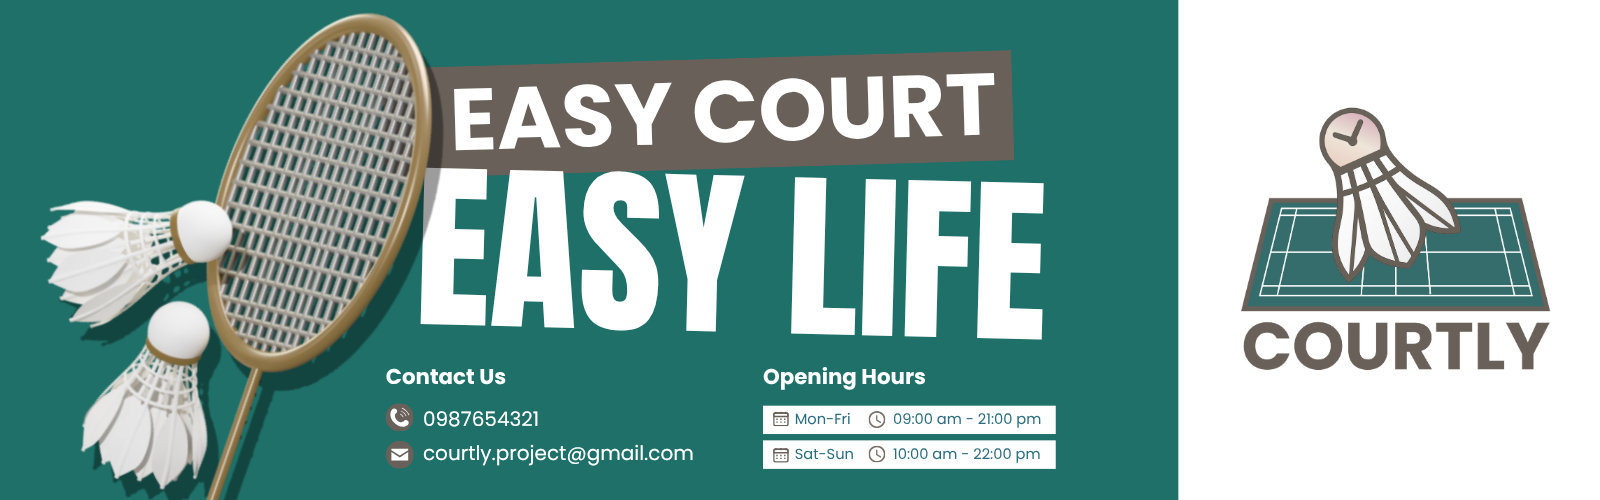 EASY COURT
EASY LIFE
Contact Us
0987654321
courtly.project@gmail.com
Opening Hours
Mon-Fri 09:00 am - 21:00 pm
Sat-Sun 10:00 am - 22:00 pm
COURTLY